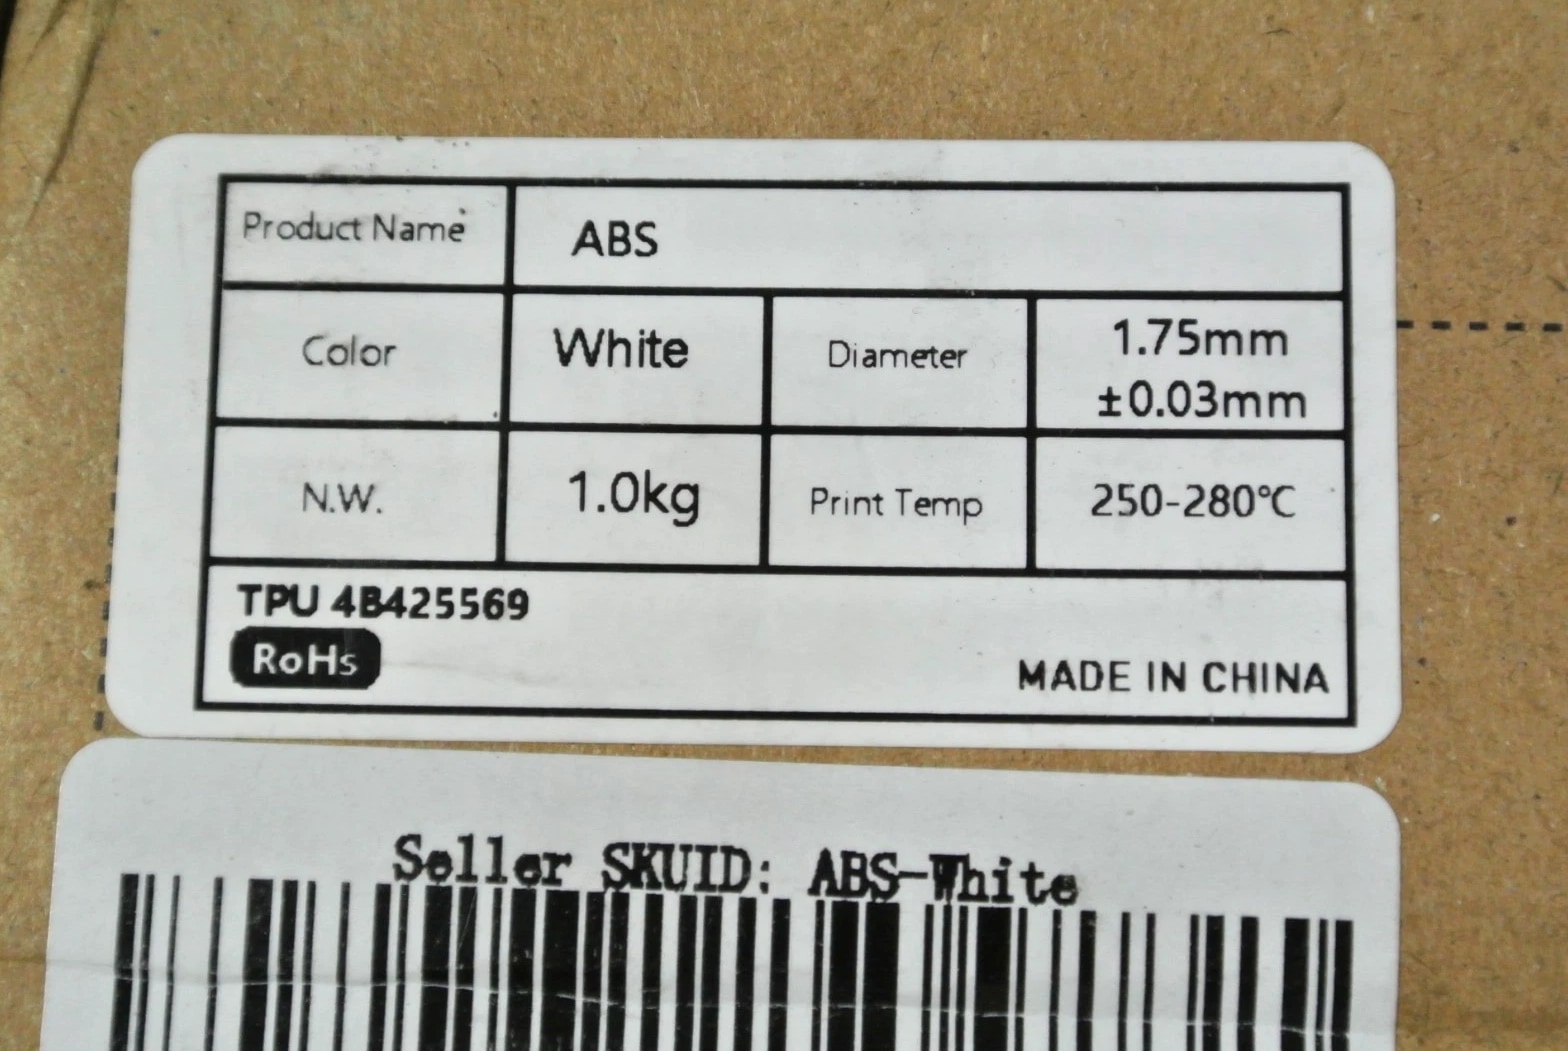 Product Name ABS
Color White Diameter 1.75mm
±0.03mm
N.W. 1.0kg Print Temp 250-280℃
TPU 4B425569
RoHs
MADE IN CHINA
Seller SKUID: ABS-White